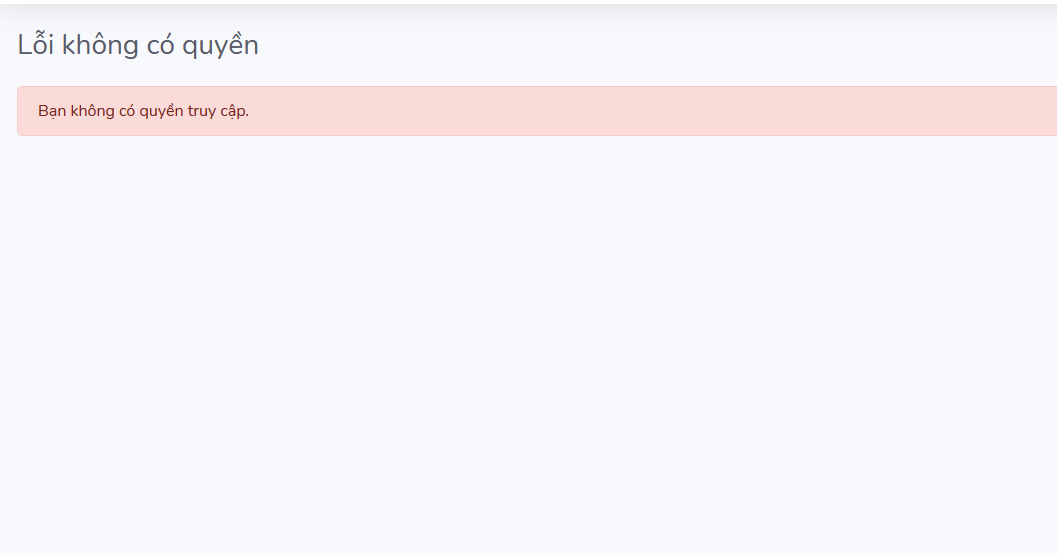 Lỗi không có quyền
Bạn không có quyền truy cập.